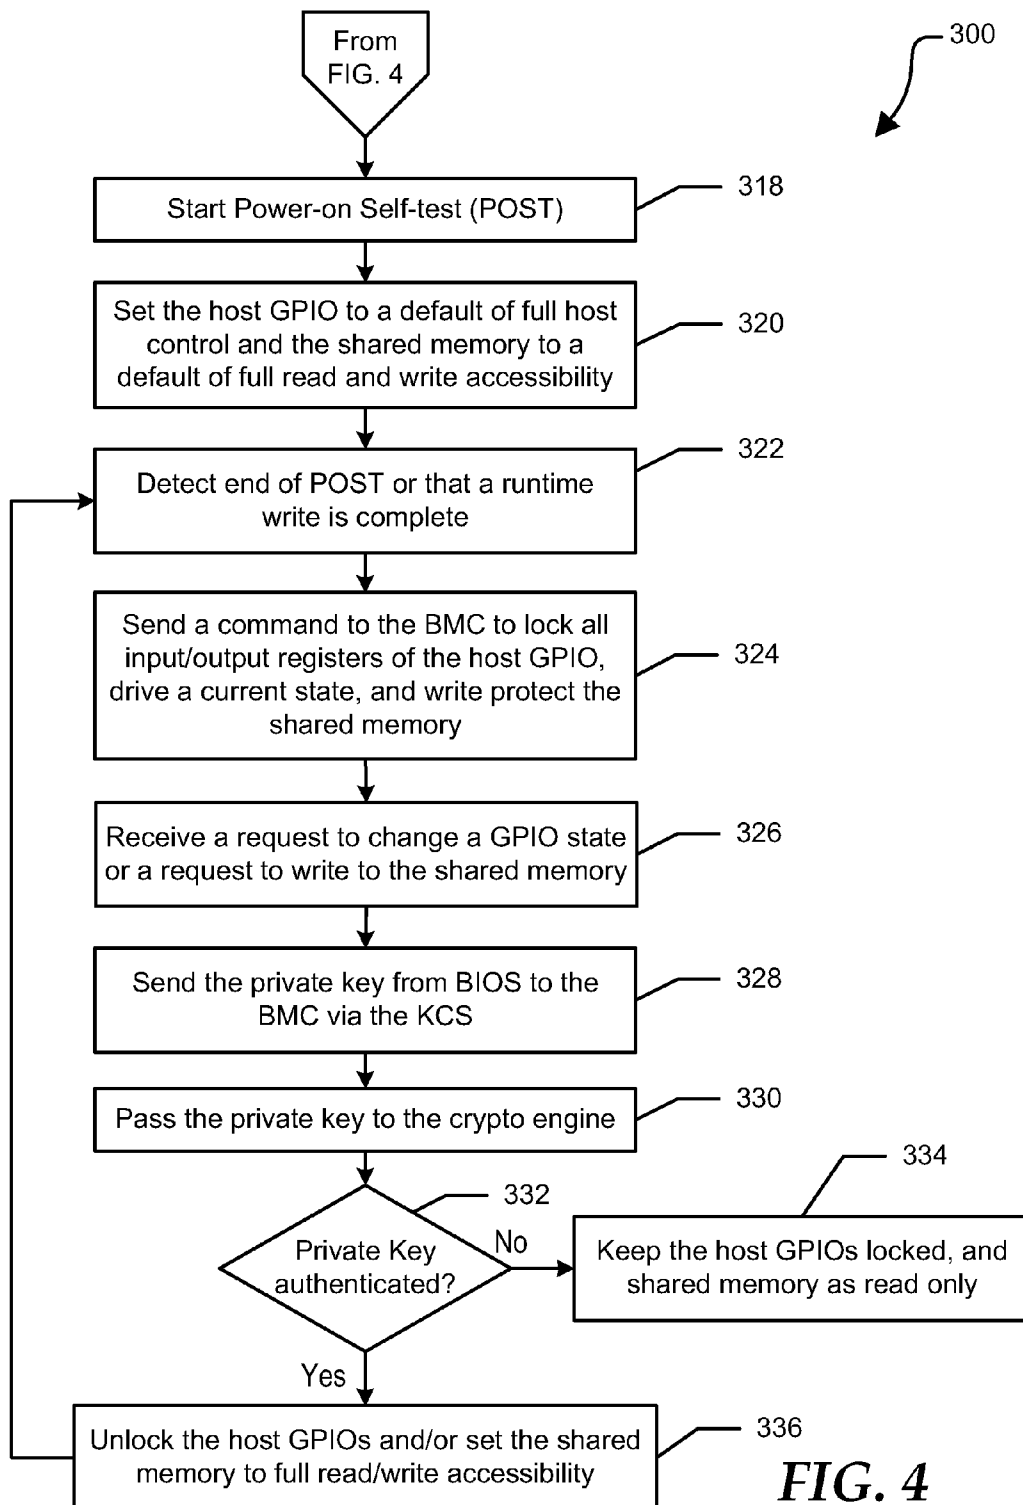 From
FIG. 4
300
Start Power-on Self-test (POST)
318
Set the host GPIO to a default of full host
control and the shared memory to a
default of full read and write accessibility
320
Detect end of POST or that a runtime
write is complete
322
Send a command to the BMC to lock all
input/output registers of the host GPIO,
drive a current state, and write protect the
shared memory
324
Receive a request to change a GPIO state
or a request to write to the shared memory
326
Send the private key from BIOS to the
BMC via the KCS
328
Pass the private key to the crypto engine
330
Private Key
authenticated?
332
No
Keep the host GPIOs locked, and
shared memory as read only
334
Yes
Unlock the host GPIOs and/or set the shared
memory to full read/write accessibility
336
FIG. 4